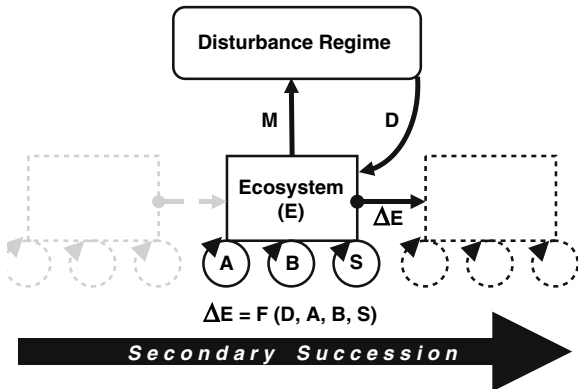 Disturbance Regime
M
D
Ecosystem
(E)
ΔE
A
B
S
ΔE = F (D, A, B, S)
Secondary Succession